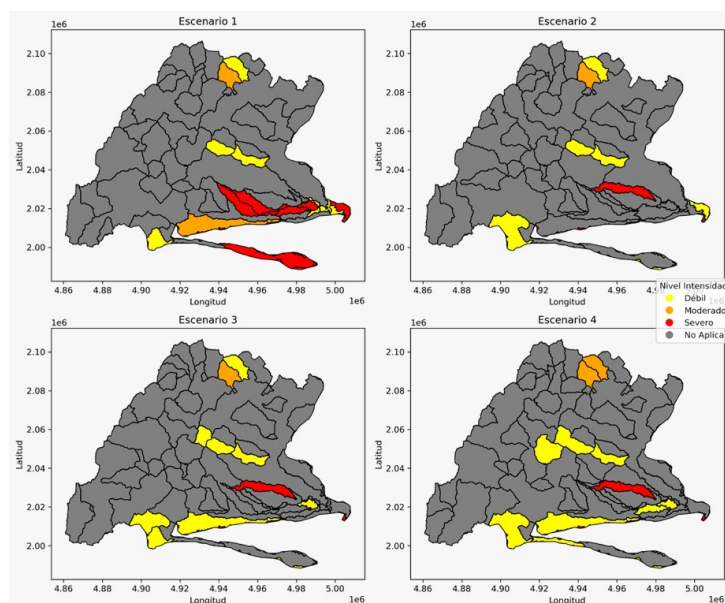 Escenario 1
1e6
2.10
2.08
2.06
2.04
2.02
2.00
Latitud
4.86 4.88 4.90 4.92 4.94 4.96 4.98 5.00
Longitud
1e6
Escenario 2
1e6
2.10
2.08
2.06
2.04
2.02
2.00
Latitud
4.86 4.88 4.90 4.92 4.94 4.96 4.98 5.00
Longitud
1e6
Nivel Intensidad
Débil
Moderado
Severo
No Aplica
Escenario 3
1e6
2.10
2.08
2.06
2.04
2.02
2.00
Latitud
4.86 4.88 4.90 4.92 4.94 4.96 4.98 5.00
Longitud
1e6
Escenario 4
1e6
2.10
2.08
2.06
2.04
2.02
2.00
Latitud
4.86 4.88 4.90 4.92 4.94 4.96 4.98 5.00
Longitud
1e6